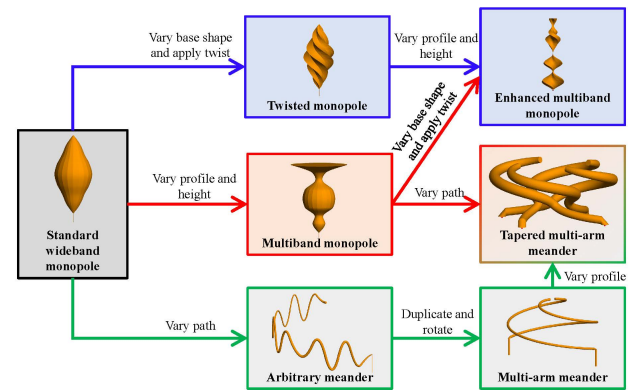 Vary base shape
and apply twist
Twisted monopole
Vary profile and
height
Enhanced multiband
monopole
Vary base shape
and apply twist
Standard
wideband
monopole
Vary profile and
height
Multiband monopole
Vary path
Tapered multi-arm
meander
Vary profile
Vary path
Arbitrary meander
Duplicate and
rotate
Multi-arm meander